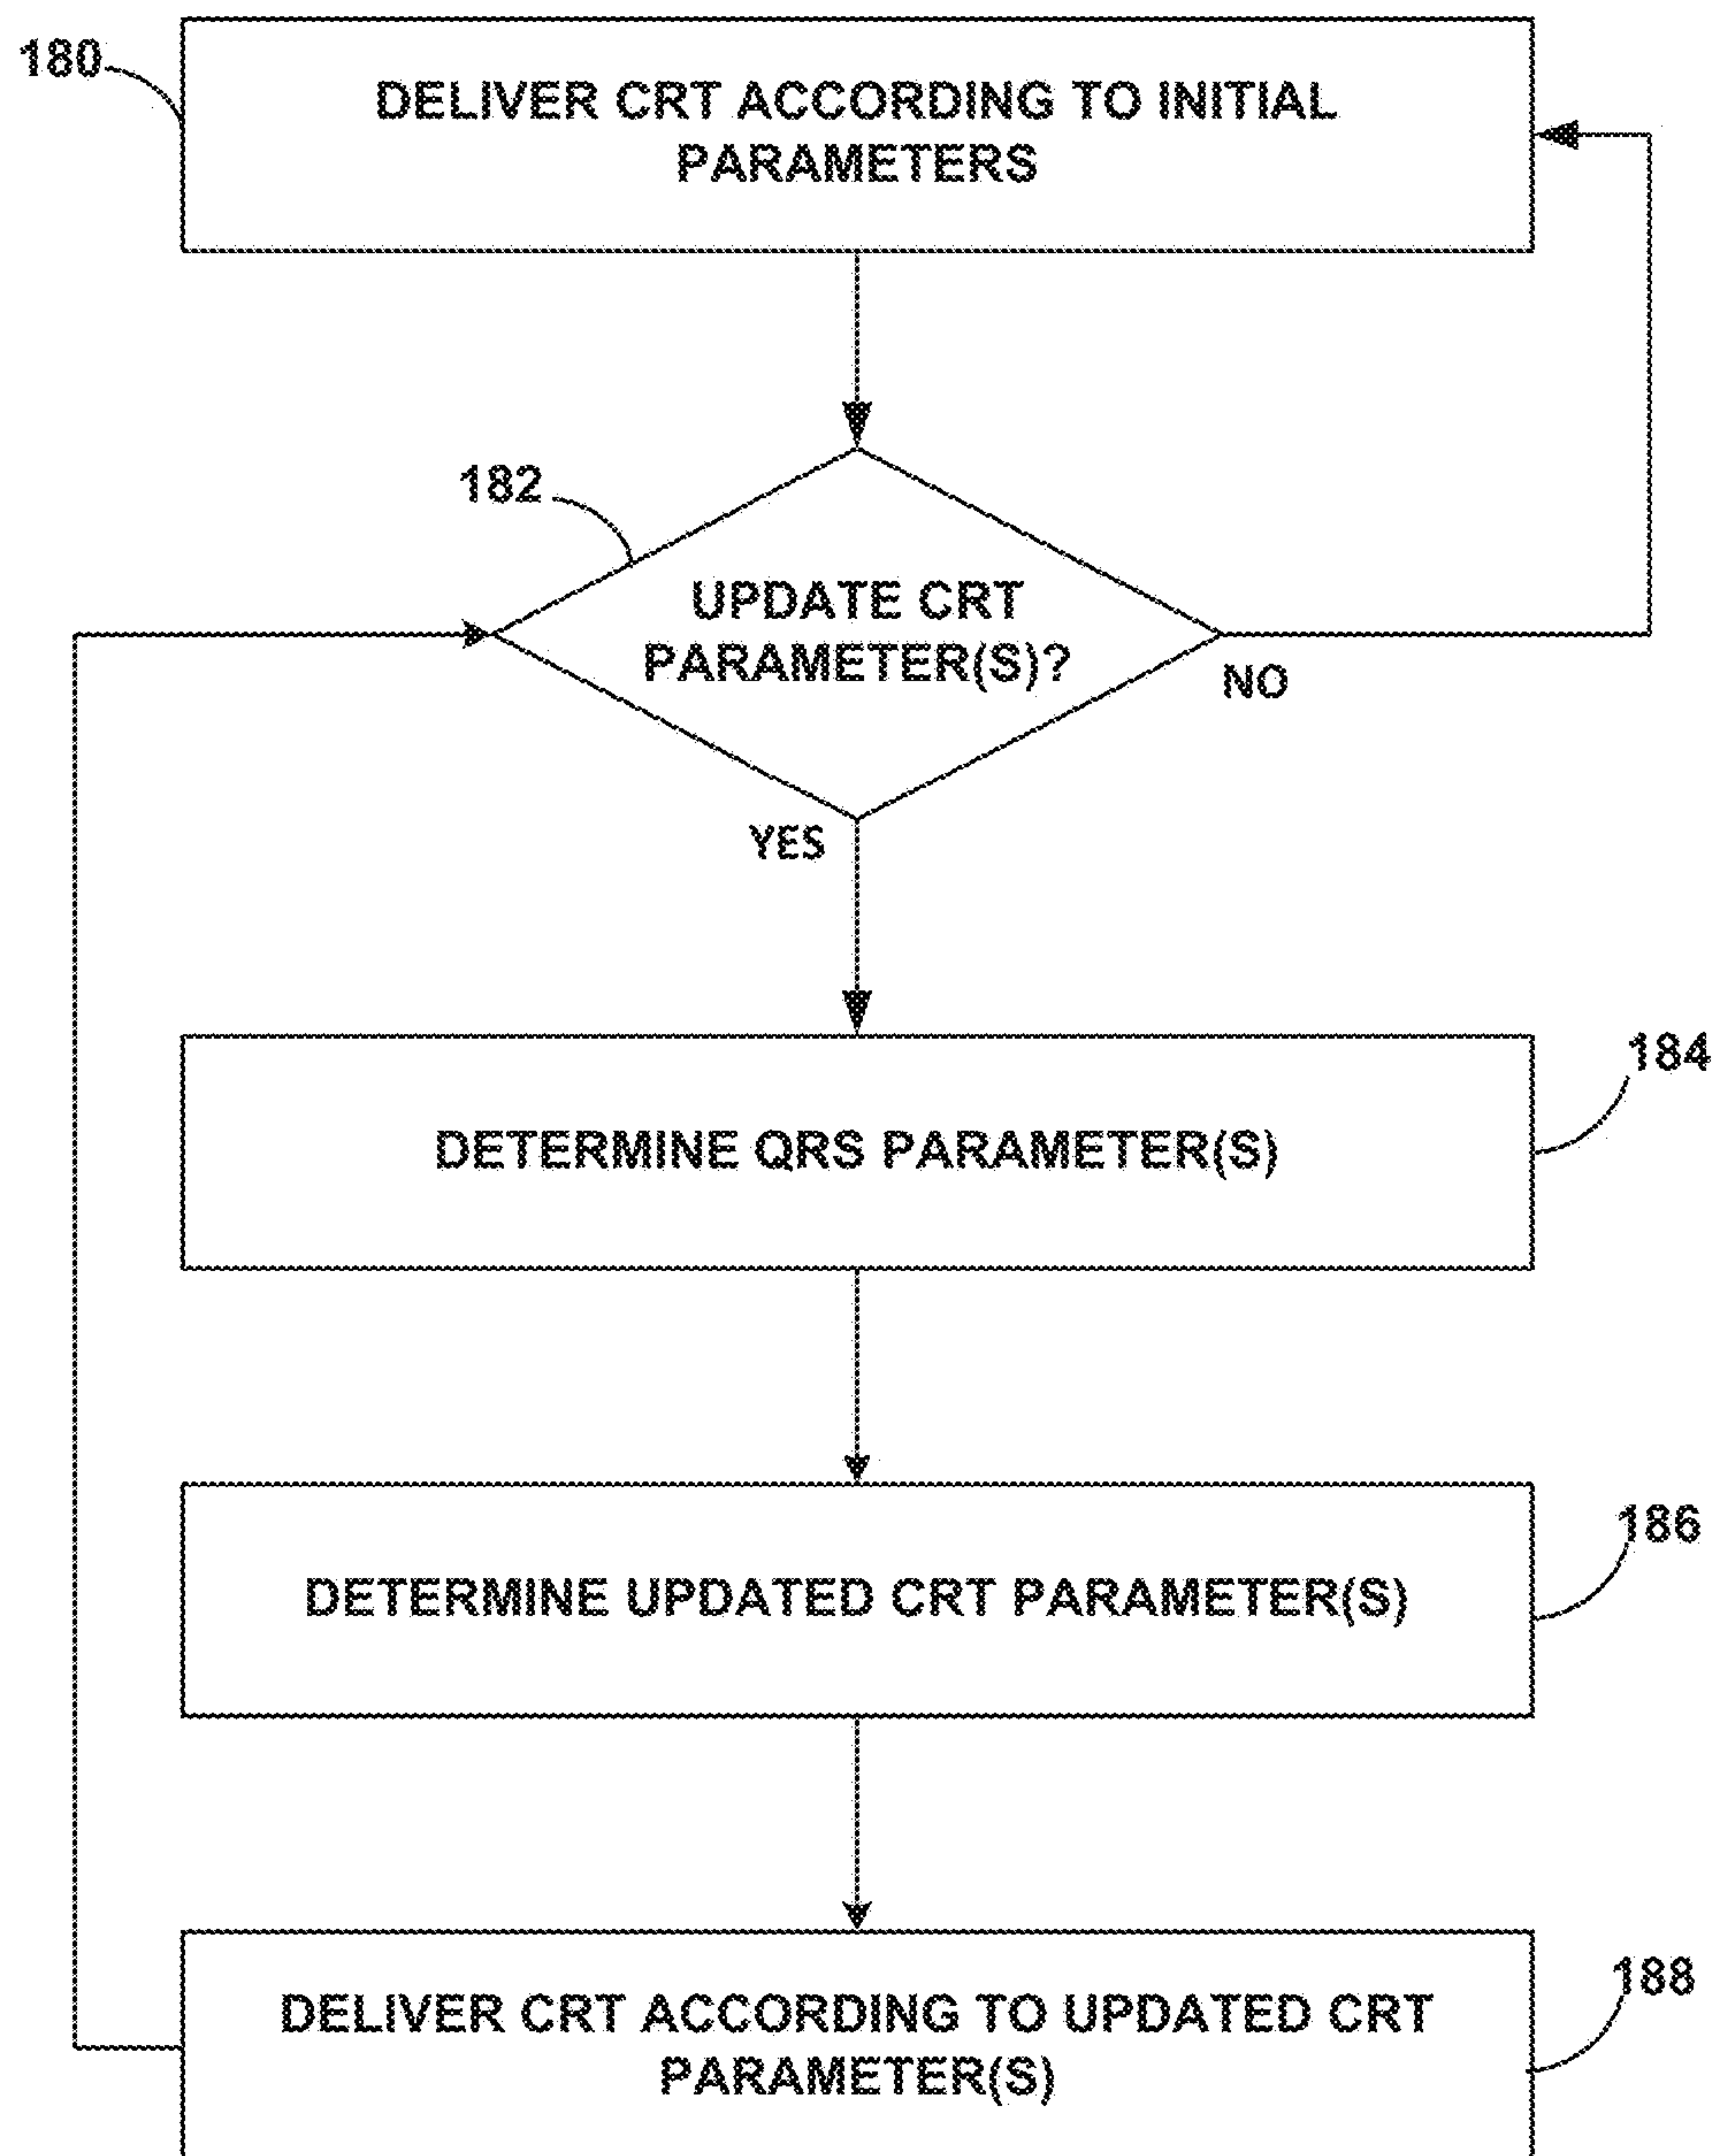 180
DELIVER CRT ACCORDING TO INITIAL
PARAMETERS
182
UPDATE CRT
PARAMETER(S)?
NO
YES
184
DETERMINE QRS PARAMETER(S)
186
DETERMINE UPDATED CRT PARAMETER(S)
188
DELIVER CRT ACCORDING TO UPDATED CRT
PARAMETER(S)